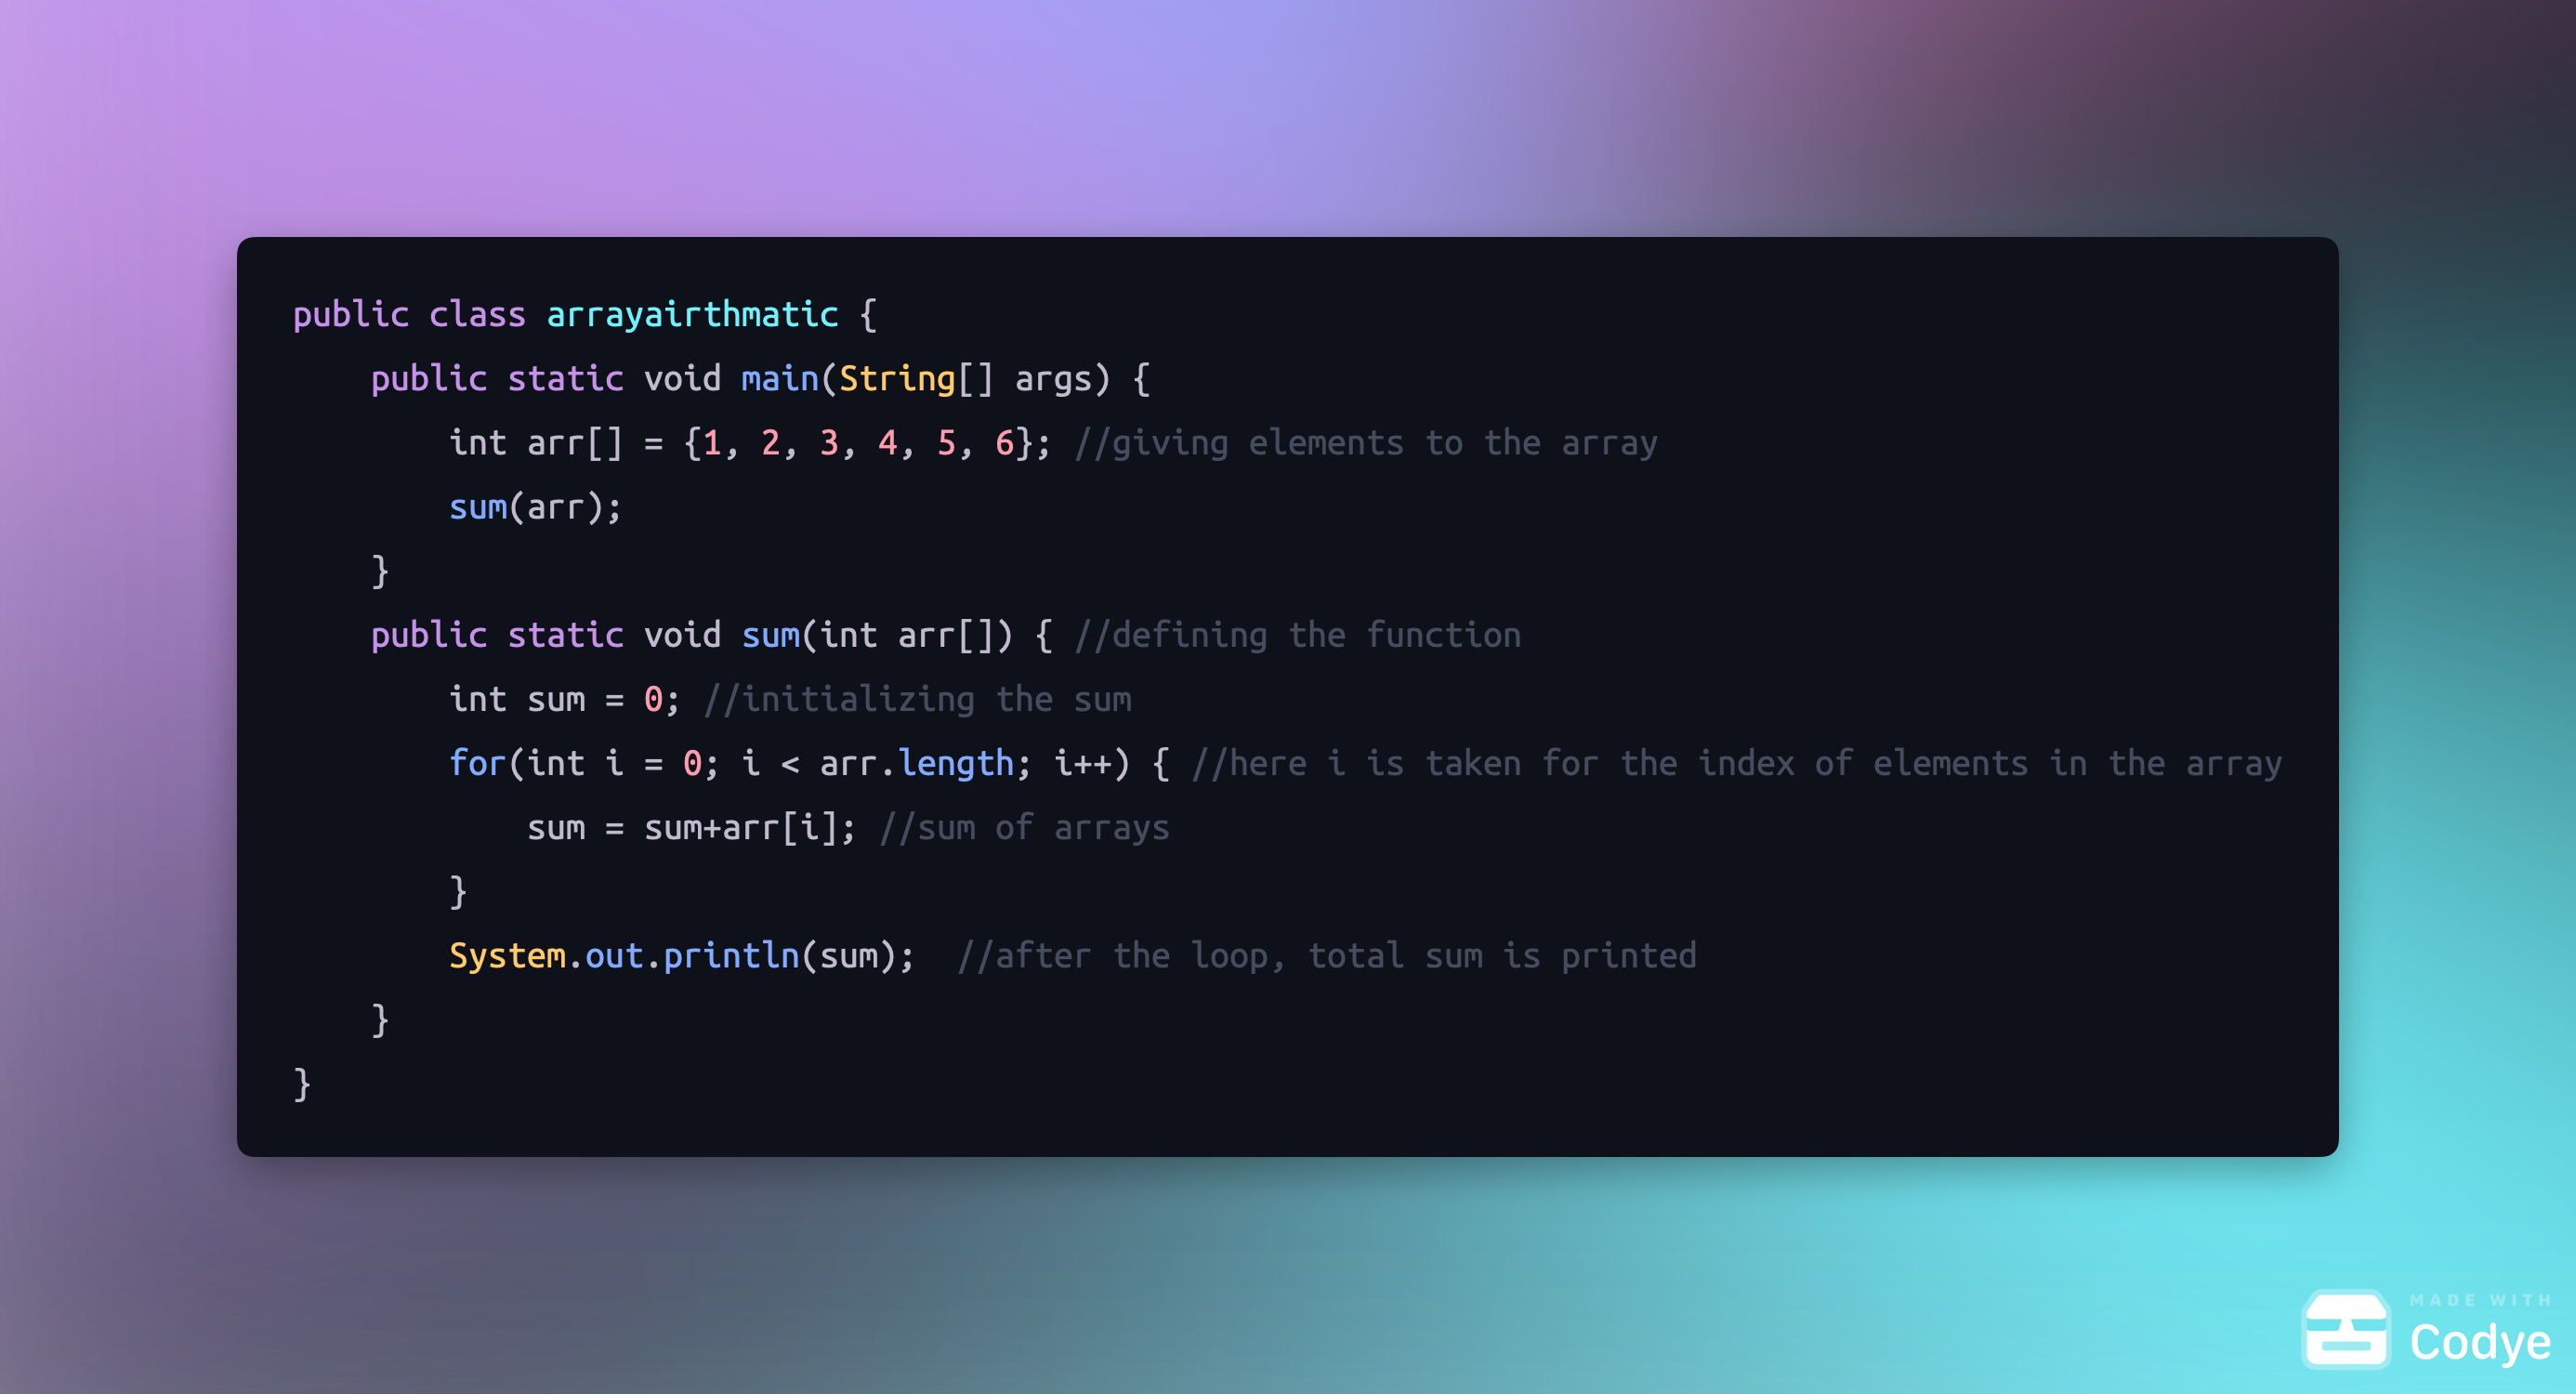 public class arrayairthmatic {
    public static void main(String[] args) {
        int arr[] = {1, 2, 3, 4, 5, 6}; //giving elements to the array
        sum(arr);
    }
    public static void sum(int arr[]) { //defining the function
        int sum = 0; //initializing the sum
        for(int i = 0; i < arr.length; i++) { //here i is taken for the index of elements in the array
            sum = sum+arr[i]; //sum of arrays
        }
        System.out.println(sum);  //after the loop, total sum is printed
    }
}
MADE WITH
Codye